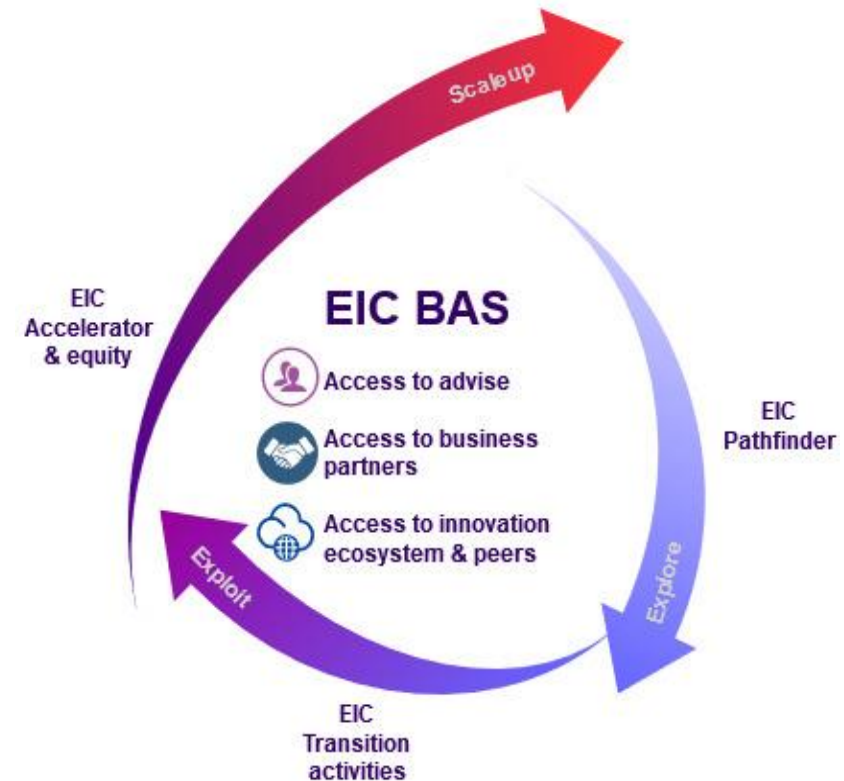 Scaleup
EIC
Accelerator
& equity
EIC BAS
Access to advise
Access to business
partners
Access to innovation
ecosystem & peers
EIC
Pathfinder
Explore
Exploit
EIC
Transition
activities